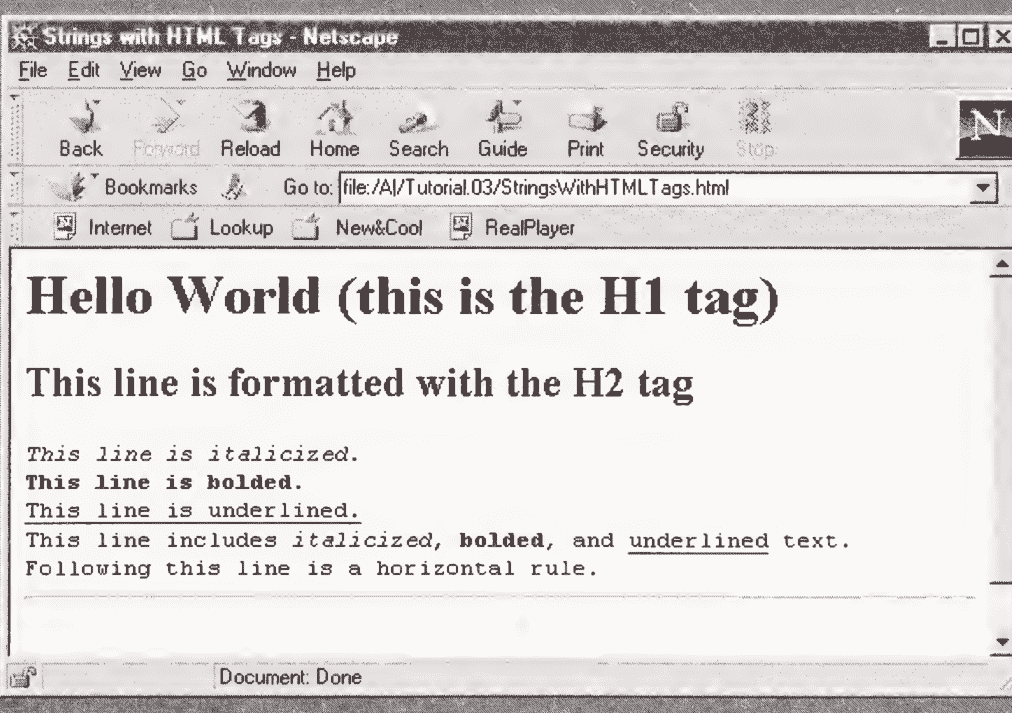 Strings with HTML Tags - Netscape
File Edit View Go Window Help
Back Forward Reload Home Search Guide Print Security Stop
N
Bookmarks Go to: file:/A|/Tutorial.03/StringsWithHTMLTags.html
Internet Lookup New&Cool RealPlayer
Hello World (this is the H1 tag)
This line is formatted with the H2 tag
This line is italicized.
This line is bolded.
This line is underlined.
This line includes italicized, bolded, and underlined text.
Following this line is a horizontal rule.
Document: Done